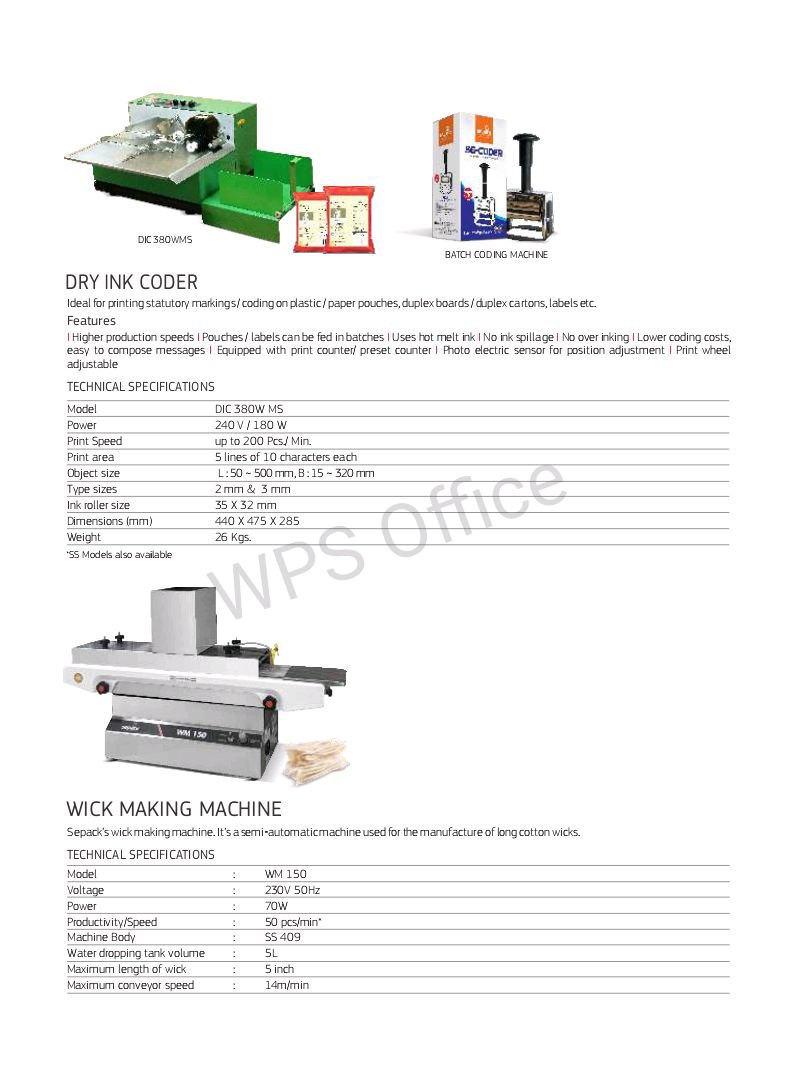 SG-CODER
DIC 380WMS
BATCH CODING MACHINE
DRY INK CODER
Ideal for printing statutory markings / coding on plastic / paper pouches, duplex boards / duplex cartons, labels etc.
Features
I Higher production speeds I Pouches / labels can be fed in batches I Uses hot melt ink I No ink spillage I No over inking I Lower coding costs,
easy to compose messages I Equipped with print counter/ preset counter I Photo electric sensor for position adjustment I Print wheel
adjustable
TECHNICAL SPECIFICATIONS
Model DIC 380W MS
Power 240 V / 180 W
Print Speed up to 200 Pcs./ Min.
Print area 5 lines of 10 characters each
Object size L : 50 ~ 500 mm, B : 15 ~ 320 mm
Type sizes 2 mm & 3 mm
Ink roller size 35 X 32 mm
Dimensions (mm) 440 X 475 X 285
Weight 26 Kgs.
*SS Models also available
WPS Office
WM 150
WICK MAKING MACHINE
Sepack's wick making machine. It's a semi-automatic machine used for the manufacture of long cotton wicks.
TECHNICAL SPECIFICATIONS
Model : WM 150
Voltage : 230V 50Hz
Power : 70W
Productivity/Speed : 50 pcs/min*
Machine Body : SS 409
Water dropping tank volume : 5L
Maximum length of wick : 5 inch
Maximum conveyor speed : 14m/min